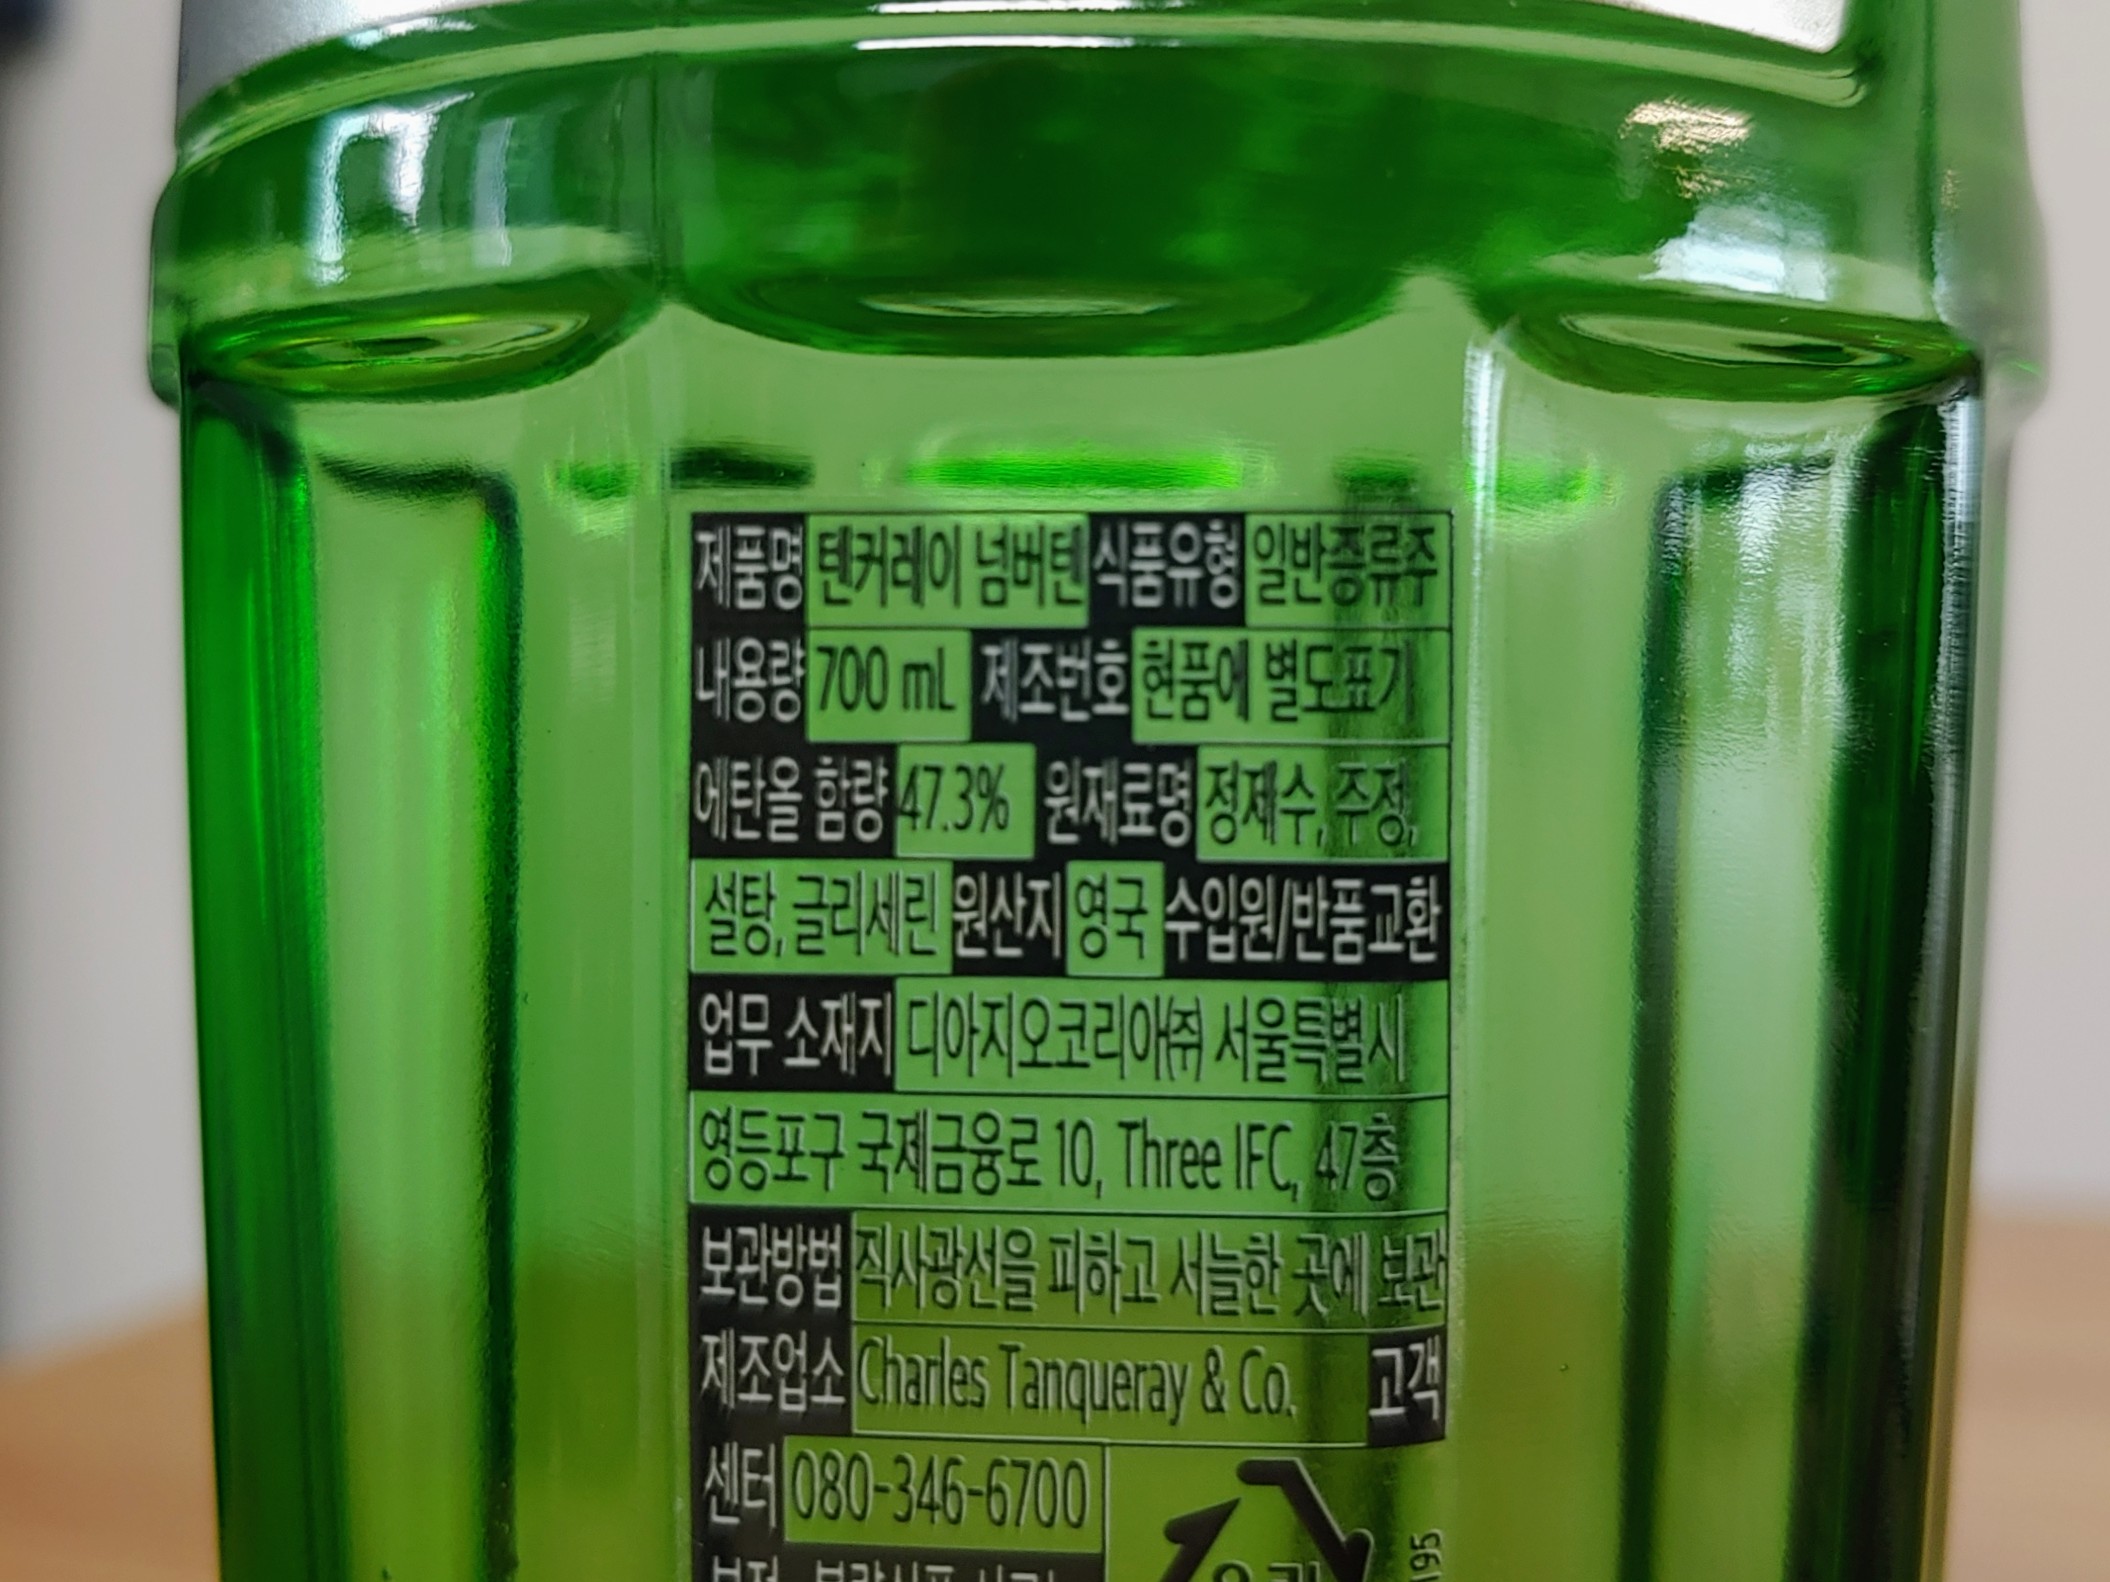 제품명 텐커레이 넘버텐 식품유형 일반증류주
내용량 700 mL 제조번호 현품에 별도표기
에탄올 함량 47.3% 원재료명 정제수, 주정,
설탕, 글리세린 원산지 영국 수입원/반품교환
업무 소재지 디아지오코리아㈜ 서울특별시
영등포구 국제금융로 10, Three IFC, 47층
보관방법 직사광선을 피하고 서늘한 곳에 보관
제조업소 Charles Tanqueray & Co. 고객
센터 080-346-6700
195